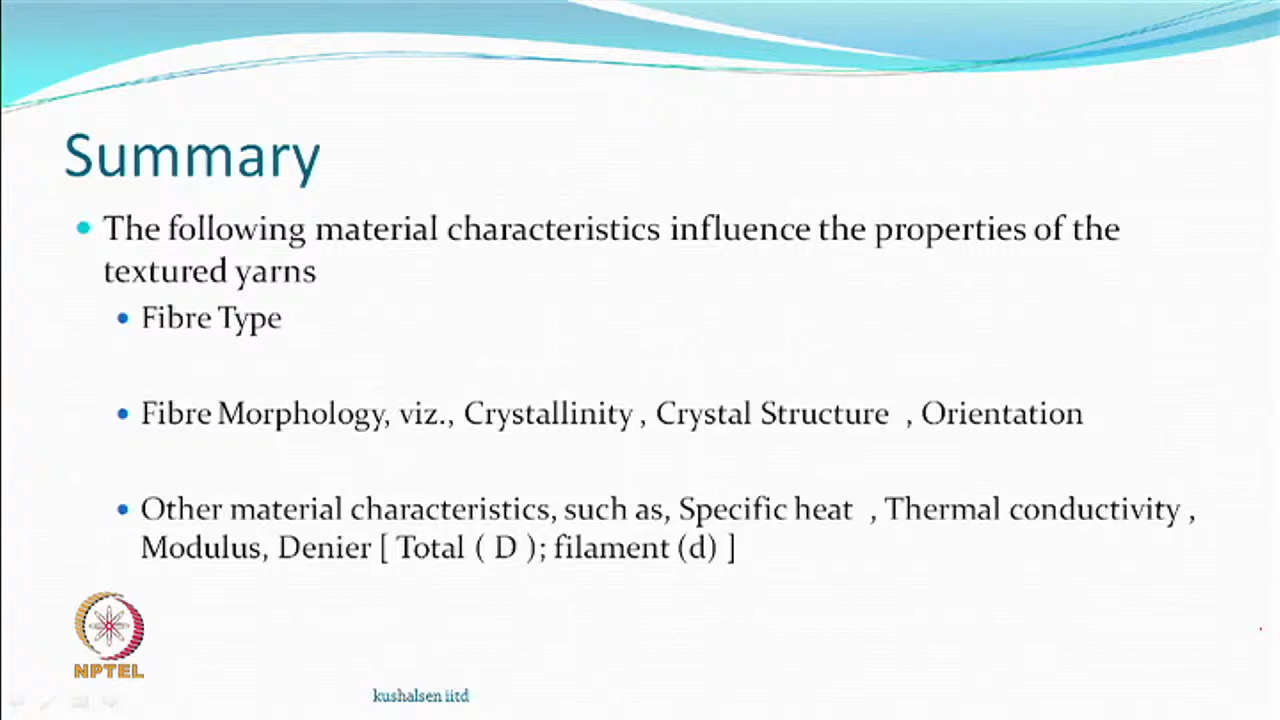 Summary
The following material characteristics influence the properties of the
textured yarns
Fibre Type
Fibre Morphology, viz., Crystallinity , Crystal Structure , Orientation
Other material characteristics, such as, Specific heat , Thermal conductivity ,
Modulus, Denier [ Total ( D ); filament (d) ]
NPTEL
kushalsen iitd